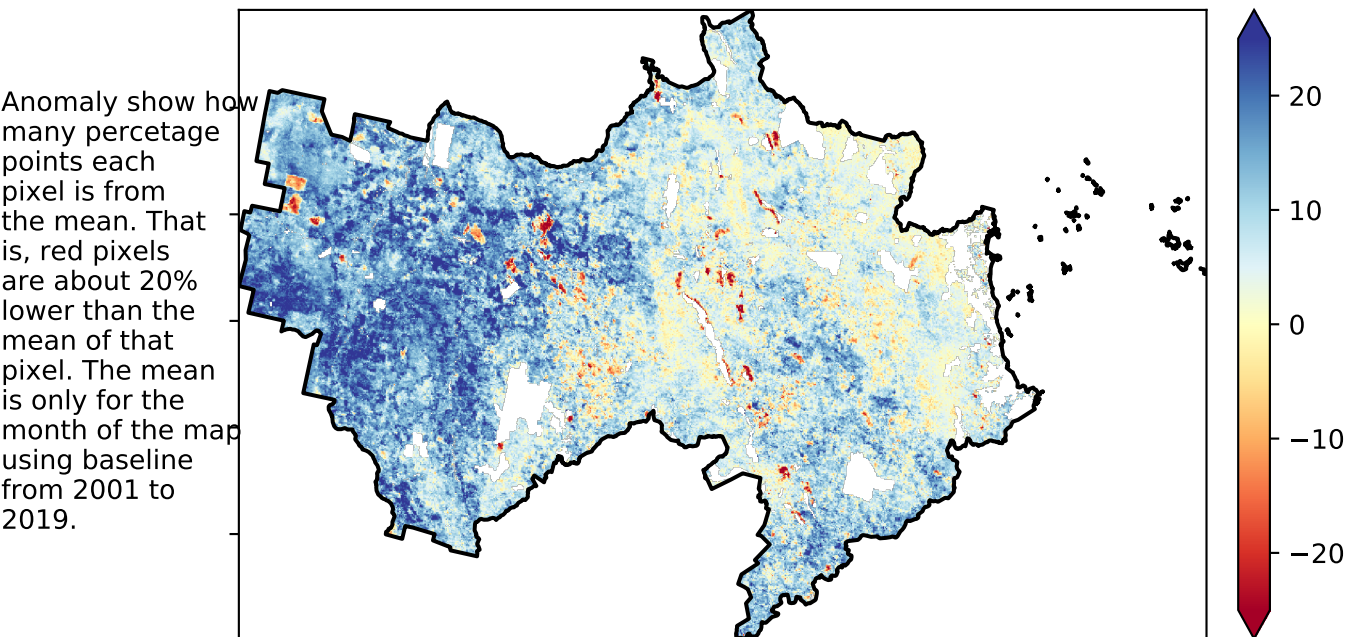 Anomaly show how
many percetage
points each
pixel is from
the mean. That
is, red pixels
are about 20%
lower than the
mean of that
pixel. The mean
is only for the
month of the map
using baseline
from 2001 to
2019.
20
10
0
−10
−20